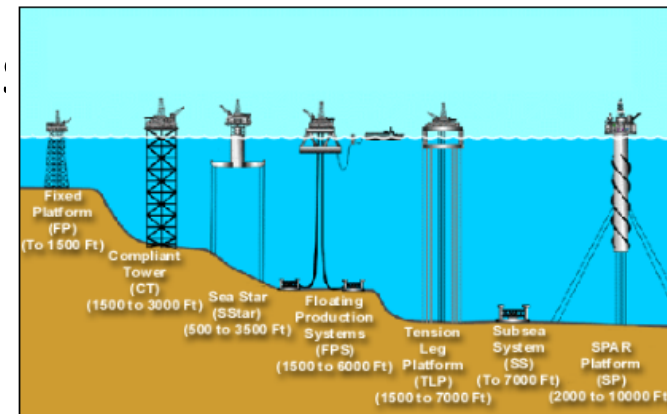 Fixed
Platform
(FP)
(To 1500 Ft)
Compliant
Tower
(CT)
(1500 to 3000 Ft)
Sea Star
(SStar)
(500 to 3500 Ft)
Floating
Production
Systems
(FPS)
(1500 to 6000 Ft)
Tension
Leg
Platform
(TLP)
(1500 to 7000 Ft)
Subsea
System
(SS)
(To 7000 Ft)
SPAR
Platform
(SP)
(2000 to 10000 Ft)